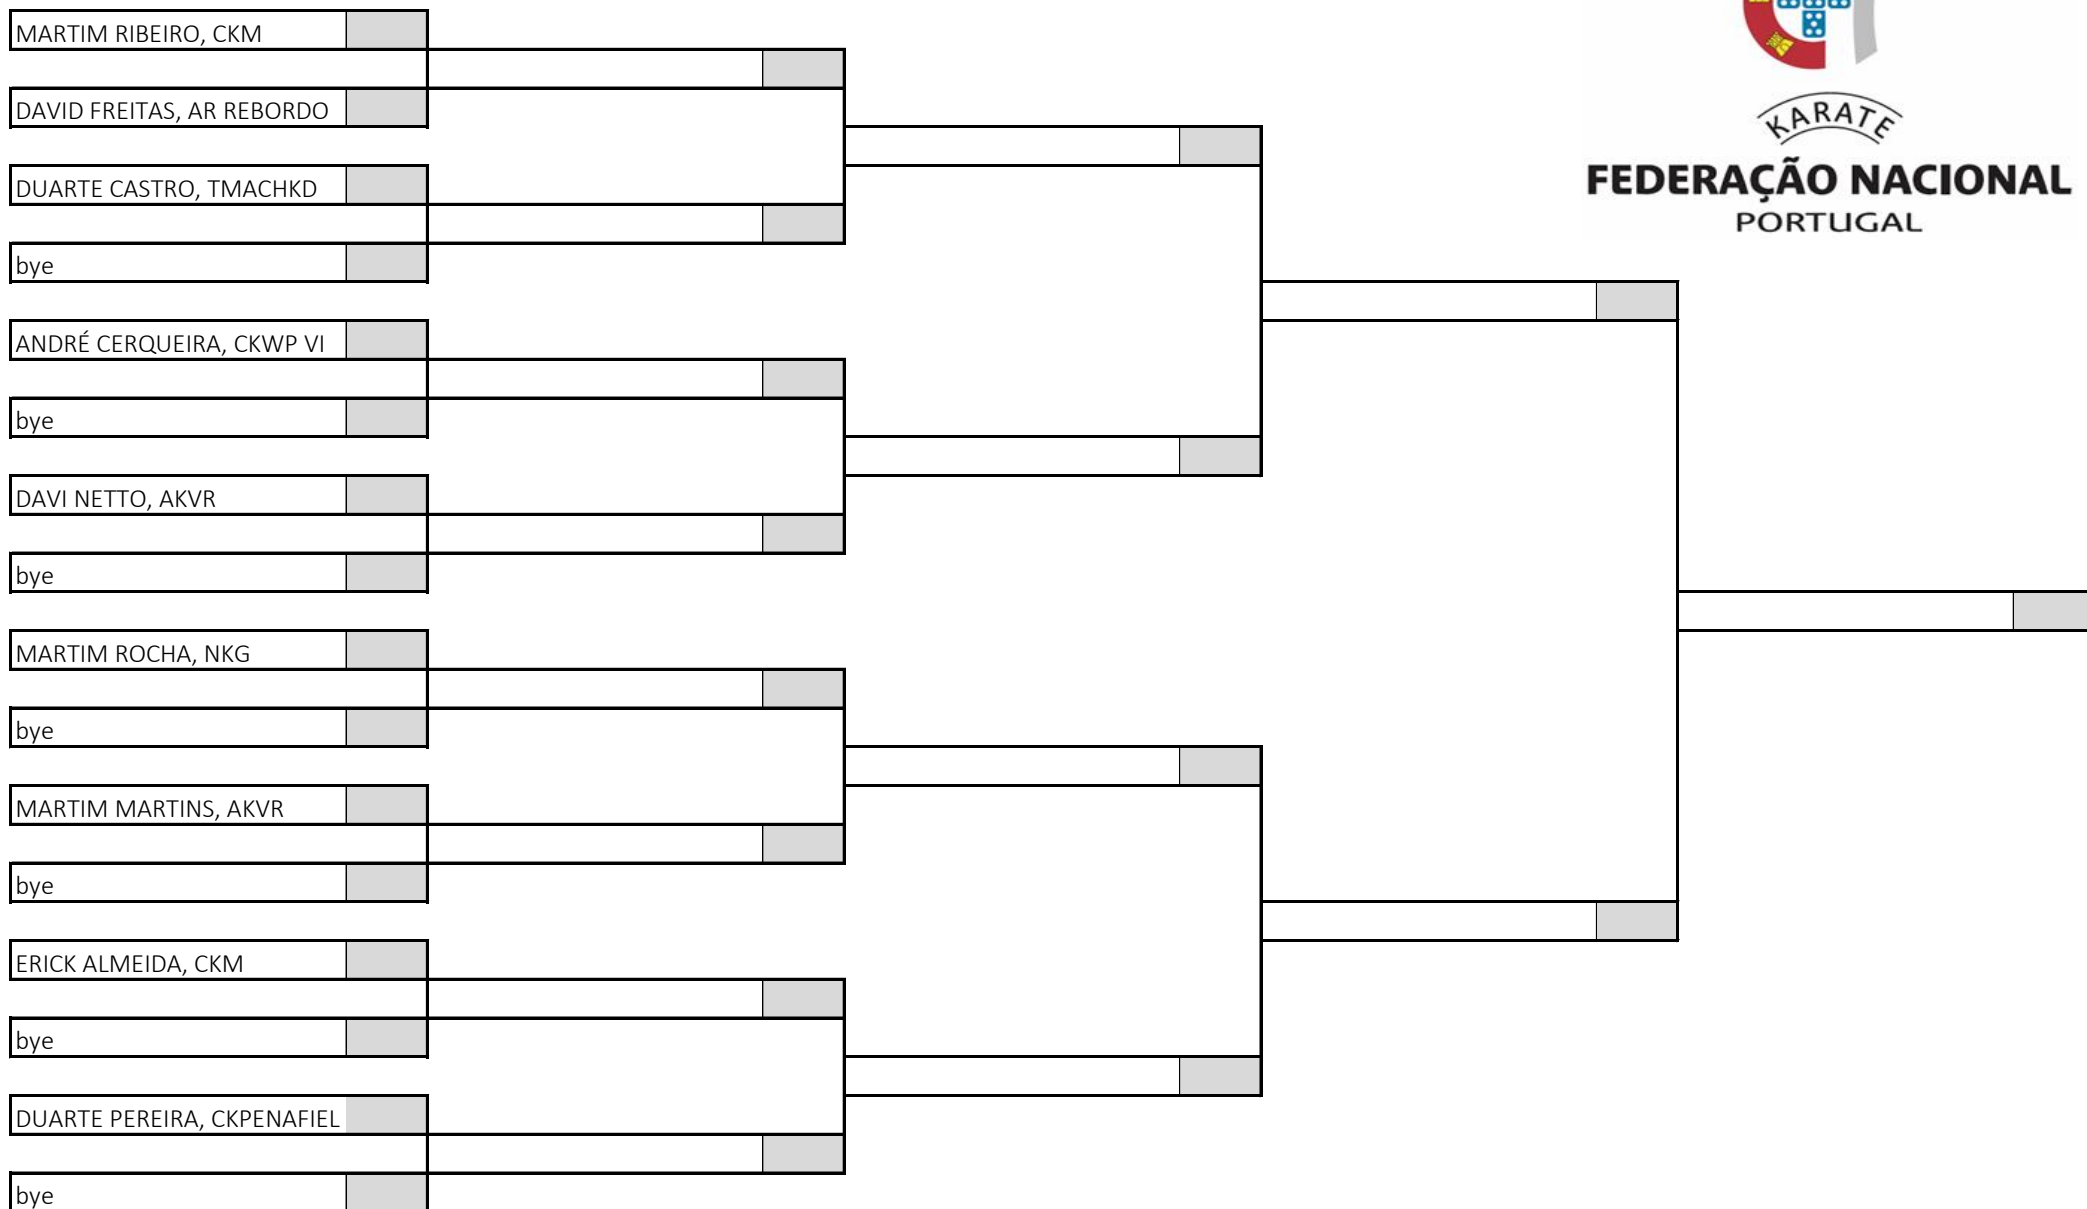 MARTIM RIBEIRO, CKM
DAVID FREITAS, AR REBORDO
DUARTE CASTRO, TMACHKD
bye
ANDRÉ CERQUEIRA, CKWP VI
bye
DAVI NETTO, AKVR
bye
MARTIM ROCHA, NKG
bye
MARTIM MARTINS, AKVR
bye
ERICK ALMEIDA, CKM
bye
DUARTE PEREIRA, CKPENAFIEL
bye
KARATE
FEDERAÇÃO NACIONAL
PORTUGAL